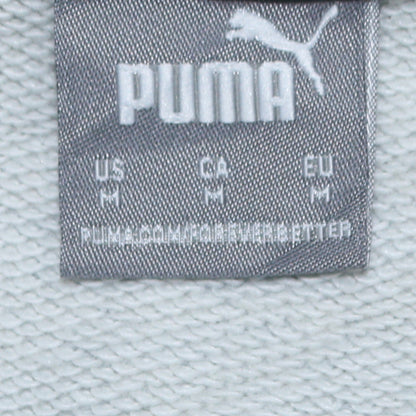 PUMA
US CA EU
M M M
PUMA.COM/FOREVERBETTER